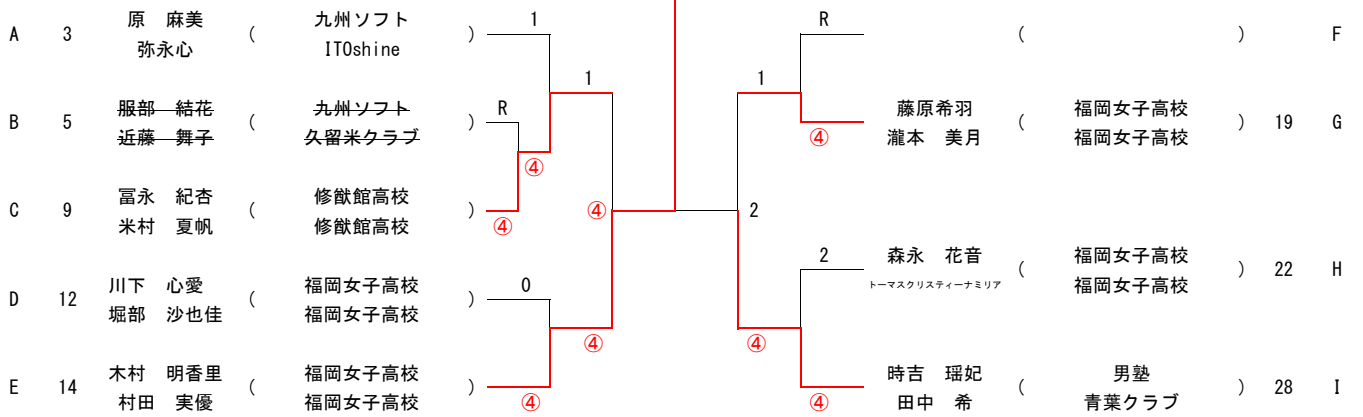 A 3 原 麻美 ( 九州ソフト ) 1 R ( ) F
弥永心 ITOshine
1 1
B 5 服部 結花 ( 九州ソフト ) R 藤原希羽 ( 福岡女子高校 ) 19 G
近藤 舞子 久留米クラブ ④ 瀧本 美月 福岡女子高校
④
C 9 冨永 紀杏 ( 修猷館高校 ) ④ 2
米村 夏帆 修猷館高校 ④
D 12 川下 心愛 ( 福岡女子高校 ) 0 2 森永 花音 ( 福岡女子高校 ) 22 H
堀部 沙也佳 福岡女子高校 トーマスクリスティーナミリア 福岡女子高校
④ ④
E 14 木村 明香里 ( 福岡女子高校 ) 時吉 瑶妃 ( 男塾 ) 28 I
村田 実優 福岡女子高校 ④ ④ 田中 希 青葉クラブ